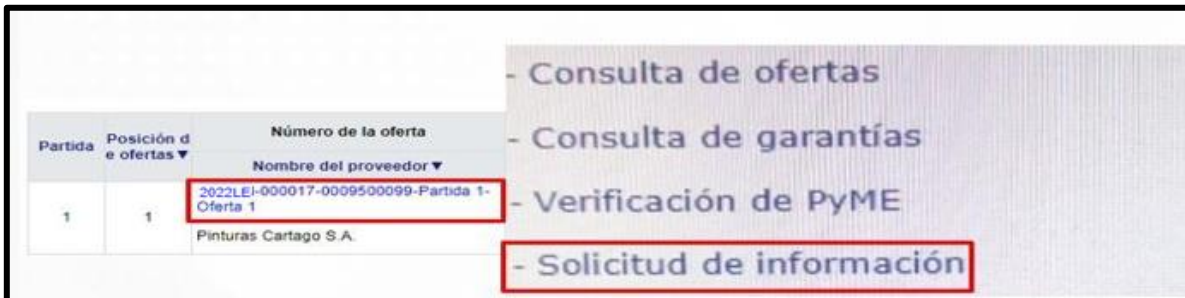 Partida
Posición d
e ofertas ▼
Número de la oferta
Nombre del proveedor ▼
1
1
2022LEI-000017-0009500099-Partida 1-
Oferta 1
Pinturas Cartago S.A.
- Consulta de ofertas
- Consulta de garantías
- Verificación de PyME
- Solicitud de información